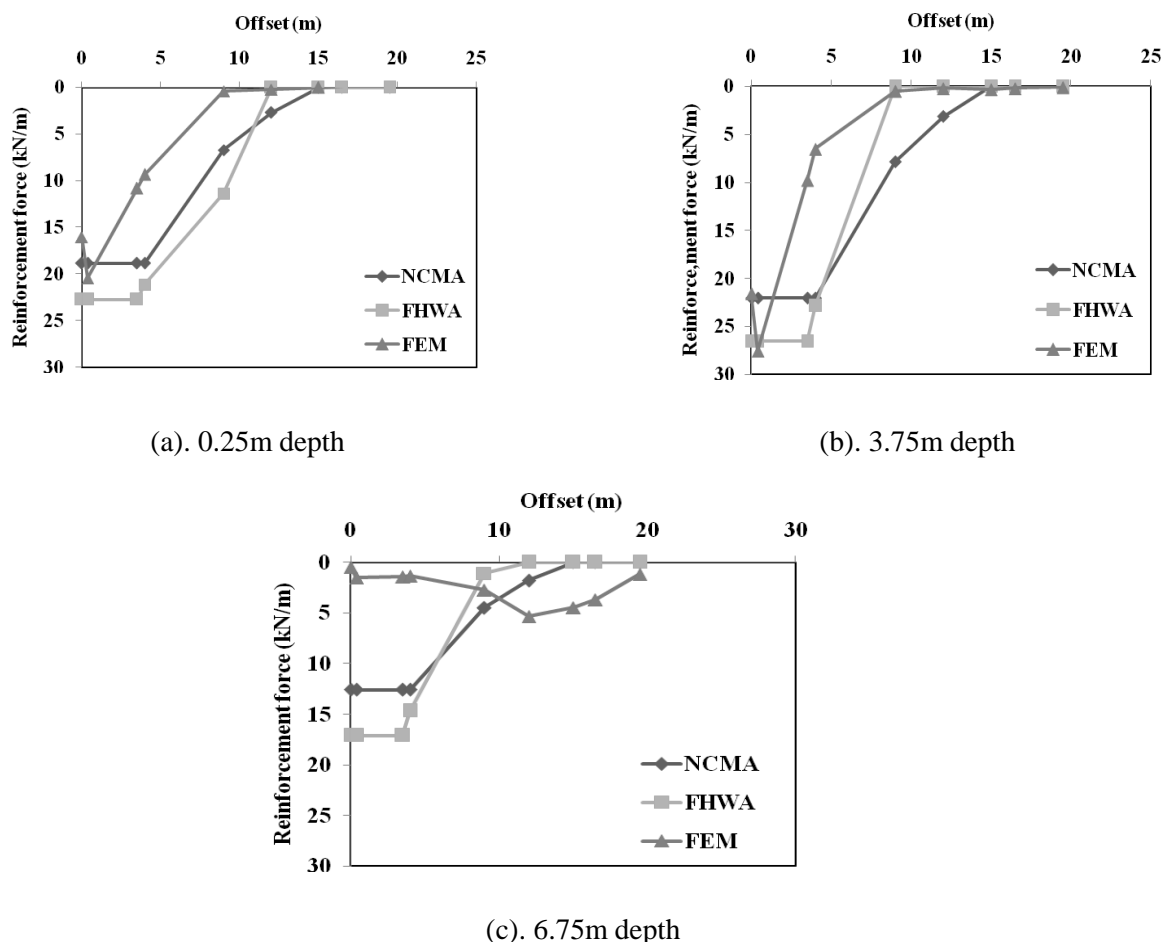 Offset (m)
0 5 10 15 20 25
0
5
10
15
20
25
30
Reinforcement force (kN/m)
NCMA
FHWA
FEM
(a). 0.25m depth
Offset (m)
0 5 10 15 20 25
0
5
10
15
20
25
30
Reinforce,ment force (kN/m)
NCMA
FHWA
FEM
(b). 3.75m depth
Offset (m)
0 10 20 30
0
5
10
15
20
25
30
Reinforcement force (kN/m)
NCMA
FHWA
FEM
(c). 6.75m depth